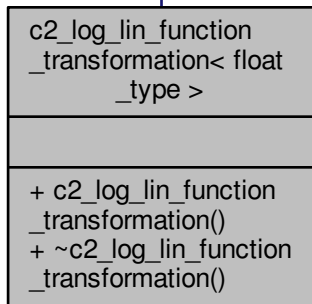 c2_log_lin_function
_transformation< float
_type >
+ c2_log_lin_function
_transformation()
+ ~c2_log_lin_function
_transformation()